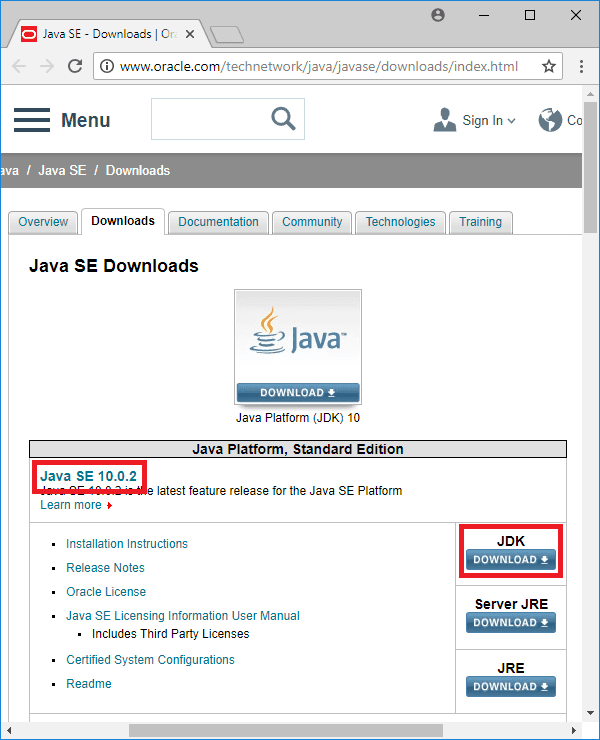 Java SE - Downloads | Ora
www.oracle.com/technetwork/java/javase/downloads/index.html
Menu
Sign In
Co
ava / Java SE / Downloads
Overview Downloads Documentation Community Technologies Training
Java SE Downloads
Java™
DOWNLOAD
Java Platform (JDK) 10
Java Platform, Standard Edition
Java SE 10.0.2
Java SE 10.0.2 is the latest feature release for the Java SE Platform
Learn more
Installation Instructions
Release Notes
Oracle License
Java SE Licensing Information User Manual
Includes Third Party Licenses
Certified System Configurations
Readme
JDK
DOWNLOAD
Server JRE
DOWNLOAD
JRE
DOWNLOAD